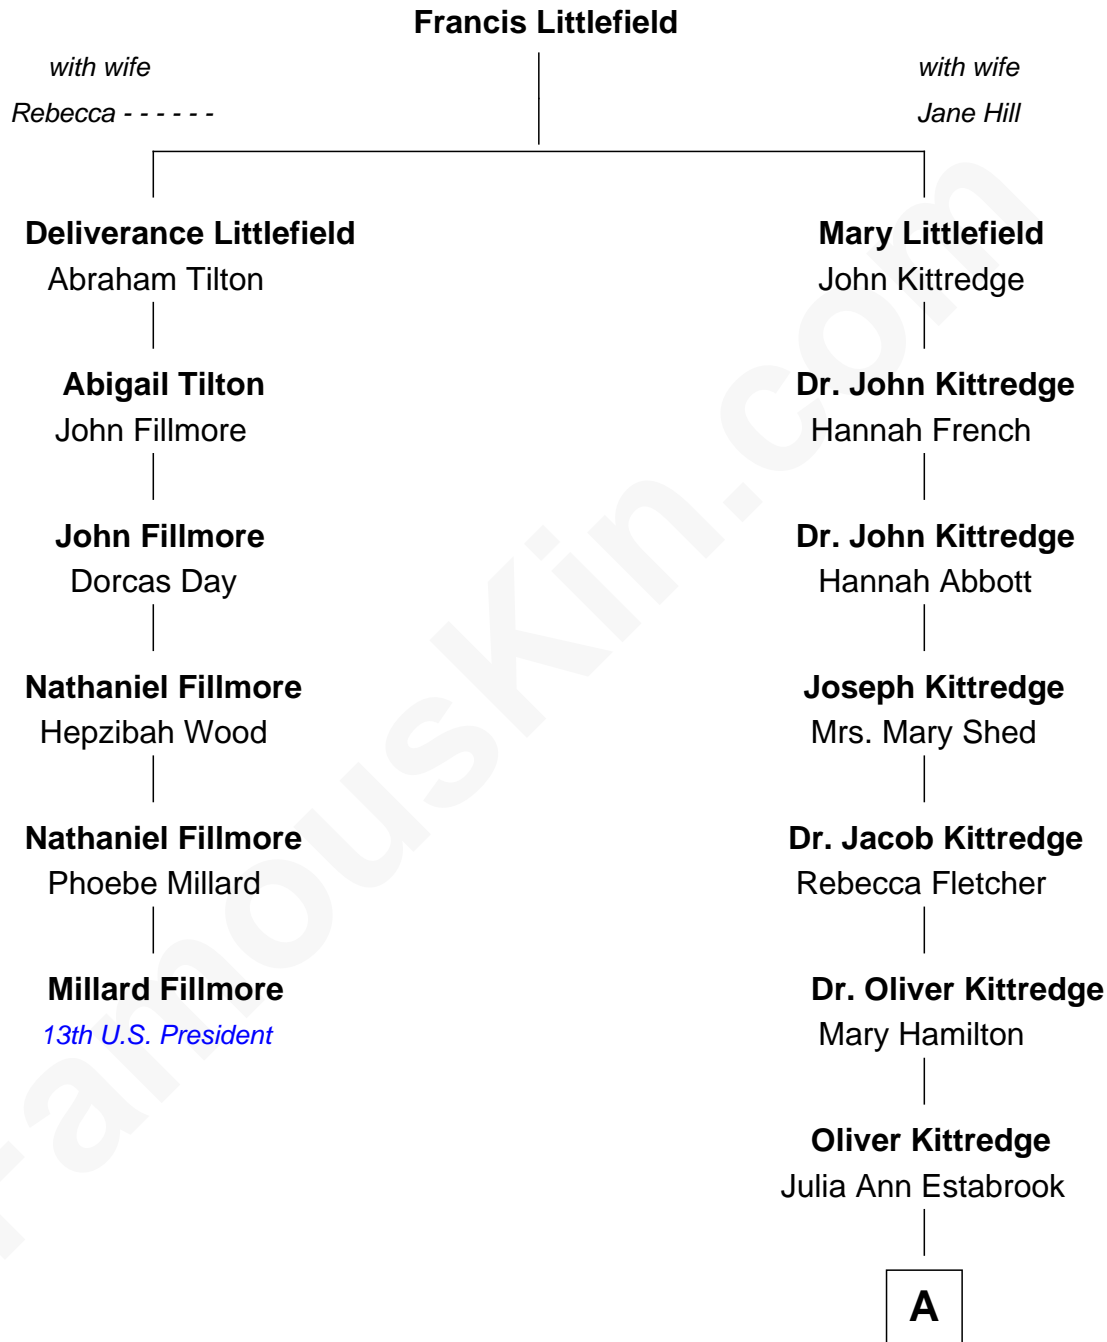 Francis Littlefield
with wife
Rebecca - - - - - -
with wife
Jane Hill
Deliverance Littlefield
Abraham Tilton
Mary Littlefield
John Kittredge
Abigail Tilton
John Fillmore
Dr. John Kittredge
Hannah French
John Fillmore
Dorcas Day
Dr. John Kittredge
Hannah Abbott
Nathaniel Fillmore
Hepzibah Wood
Joseph Kittredge
Mrs. Mary Shed
Nathaniel Fillmore
Phoebe Millard
Dr. Jacob Kittredge
Rebecca Fletcher
Millard Fillmore
13th U.S. President
Dr. Oliver Kittredge
Mary Hamilton
Oliver Kittredge
Julia Ann Estabrook
A
FamousKin.com